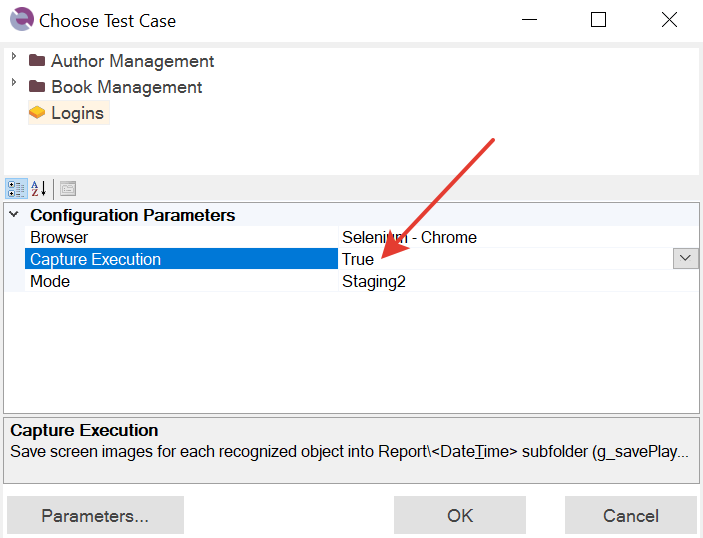 Choose Test Case
Author Management
Book Management
Logins
Configuration Parameters
Browser Selenium - Chrome
Capture Execution True
Mode Staging2
Capture Execution
Save screen images for each recognized object into Report\<DateTime> subfolder (g_savePlay...
Parameters... OK Cancel